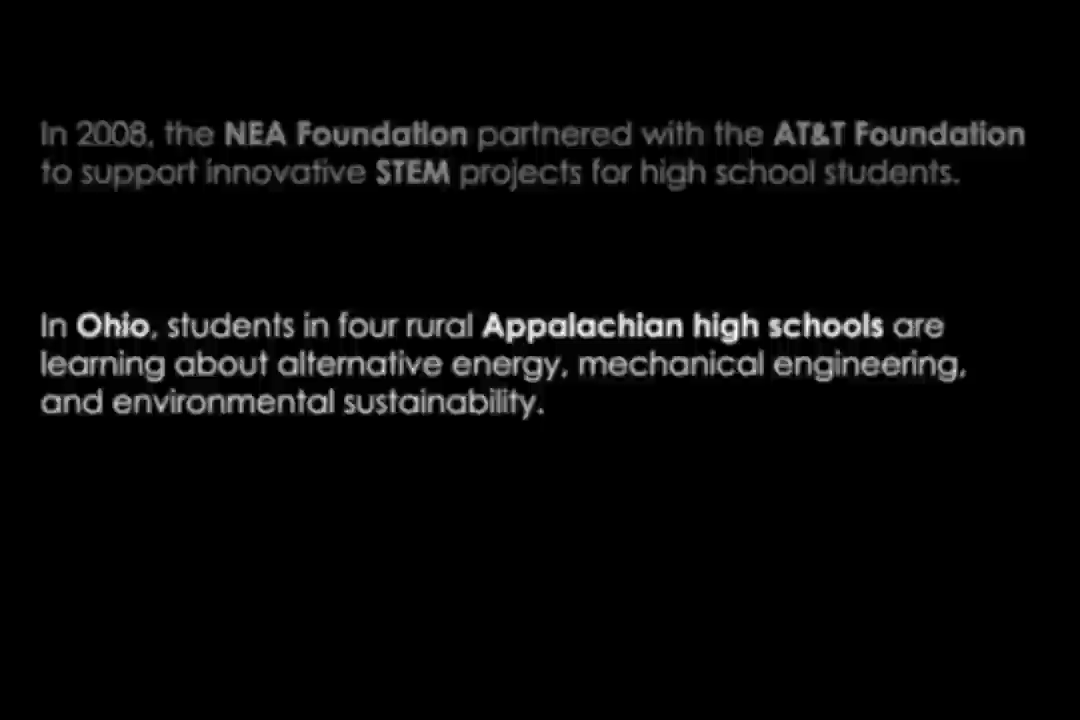 In 2008, the NEA Foundation partnered with the AT&T Foundation
to support innovative STEM projects for high school students.
In Ohio, students in four rural Appalachian high schools are
learning about alternative energy, mechanical engineering,
and environmental sustainability.